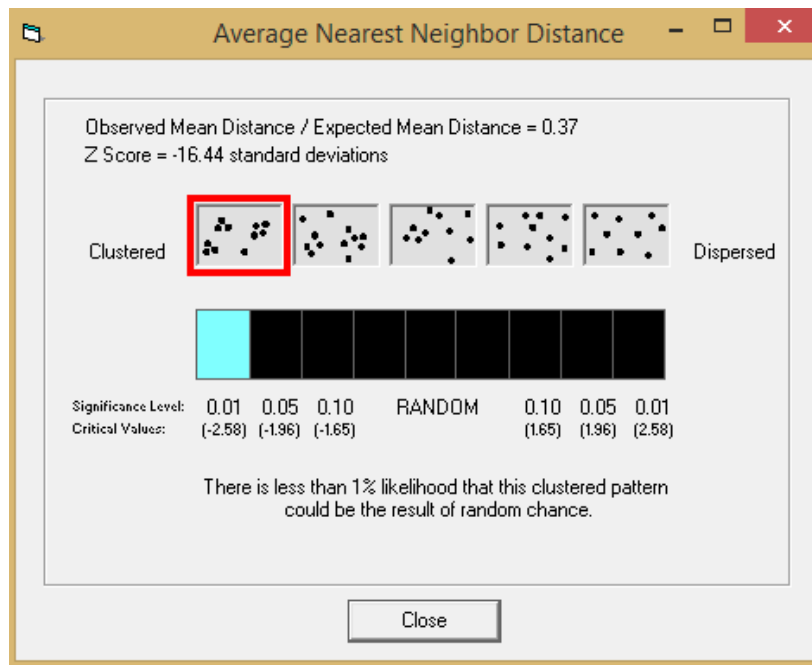 Average Nearest Neighbor Distance
Observed Mean Distance / Expected Mean Distance = 0.37
Z Score = -16.44 standard deviations
Clustered Dispersed
Significance Level: 0.01 0.05 0.10 RANDOM 0.10 0.05 0.01
Critical Values: (-2.58) (-1.96) (-1.65) (1.65) (1.96) (2.58)
There is less than 1% likelihood that this clustered pattern
could be the result of random chance.
Close